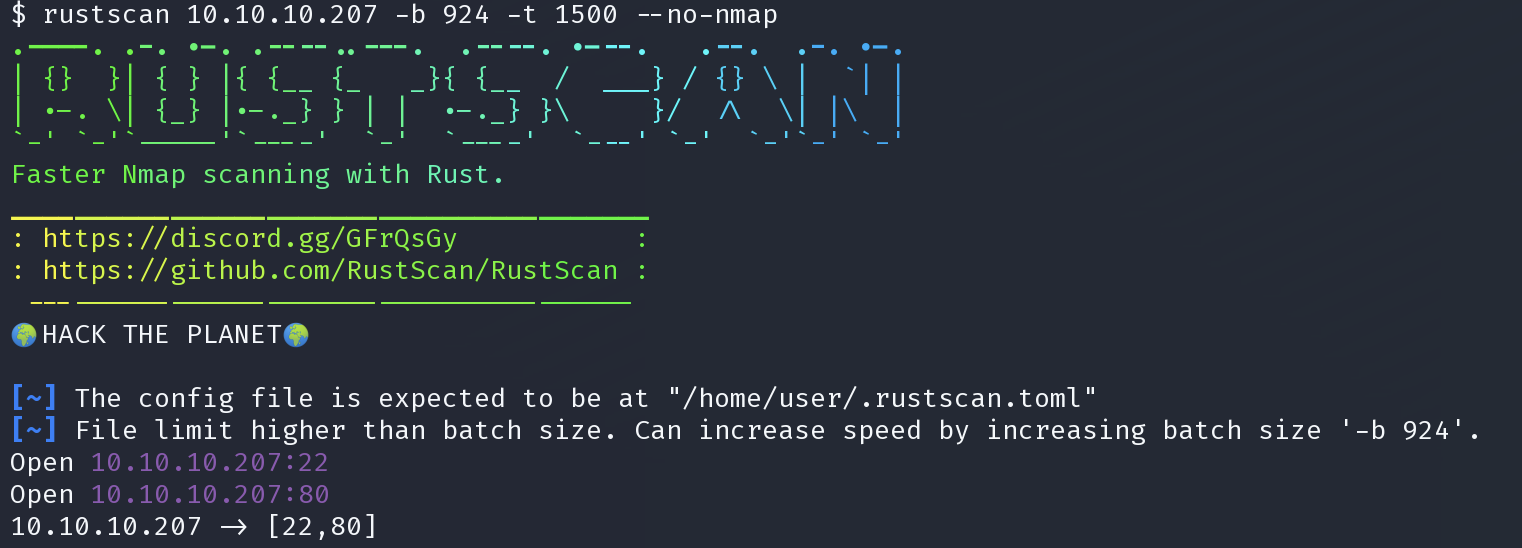 $ rustscan 10.10.10.207 -b 924 -t 1500 --no-nmap
RUSTSCAN
Faster Nmap scanning with Rust.
: https://discord.gg/GFrQsGy :
: https://github.com/RustScan/RustScan :
🌍HACK THE PLANET🌍
[~] The config file is expected to be at "/home/user/.rustscan.toml"
[~] File limit higher than batch size. Can increase speed by increasing batch size '-b 924'.
Open 10.10.10.207:22
Open 10.10.10.207:80
10.10.10.207 -> [22,80]